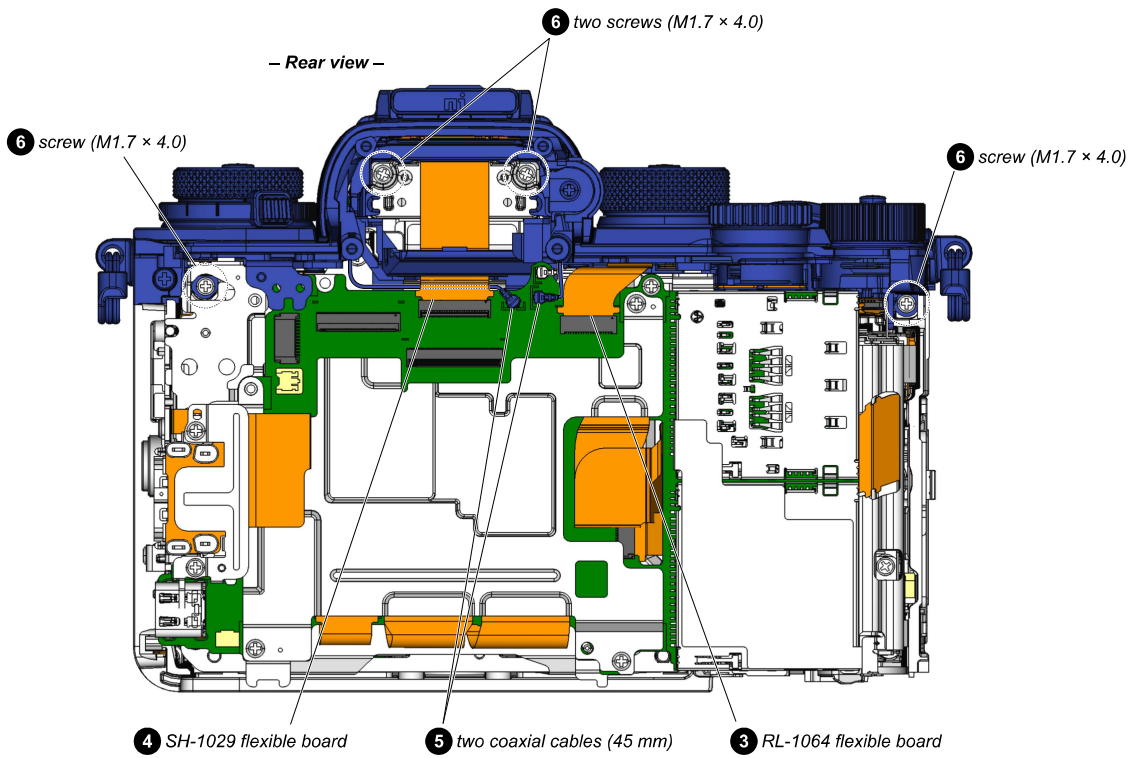 6 two screws (M1.7 × 4.0)
– Rear view –
6 screw (M1.7 × 4.0)
6 screw (M1.7 × 4.0)
4 SH-1029 flexible board
5 two coaxial cables (45 mm)
3 RL-1064 flexible board